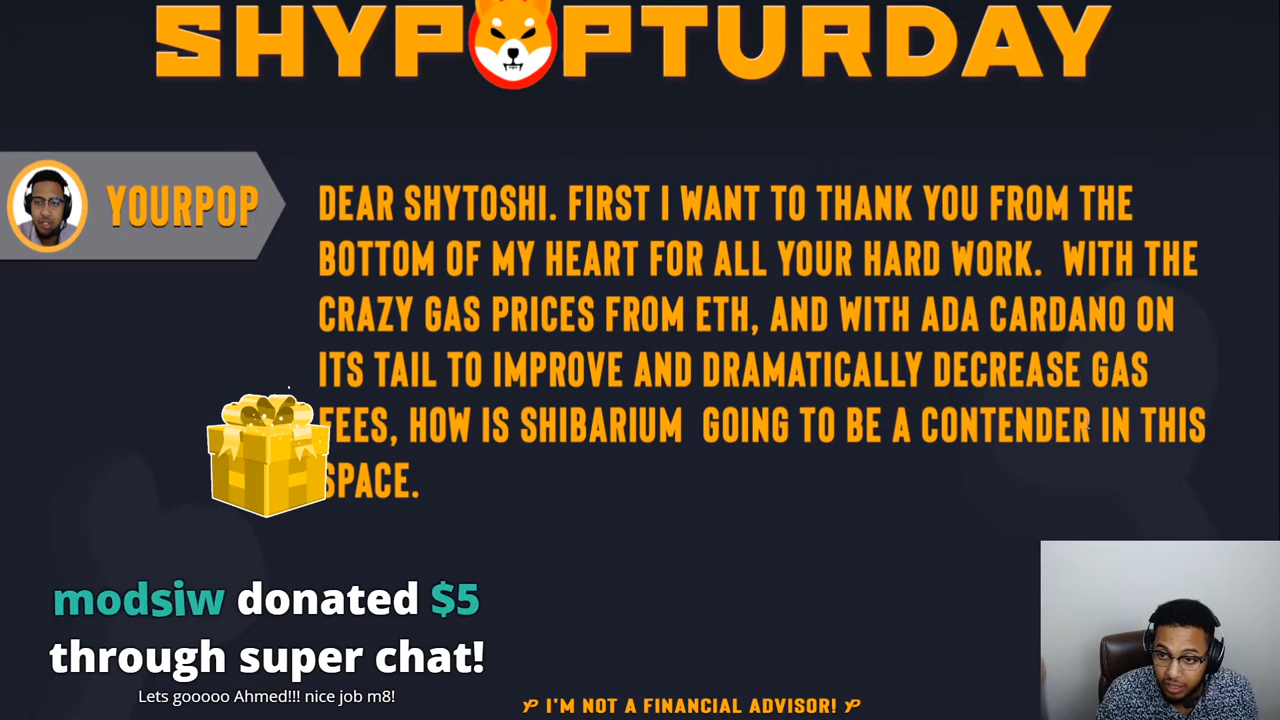 SHYPOPTURDAY
YOURPOP
DEAR SHYTOSHI. FIRST I WANT TO THANK YOU FROM THE
BOTTOM OF MY HEART FOR ALL YOUR HARD WORK. WITH THE
CRAZY GAS PRICES FROM ETH, AND WITH ADA CARDANO ON
ITS TAIL TO IMPROVE AND DRAMATICALLY DECREASE GAS
FEES, HOW IS SHIBARIUM GOING TO BE A CONTENDER IN THIS
SPACE.
modsiw donated $5
through super chat!
Lets gooooo Ahmed!!! nice job m8!
I'M NOT A FINANCIAL ADVISOR!